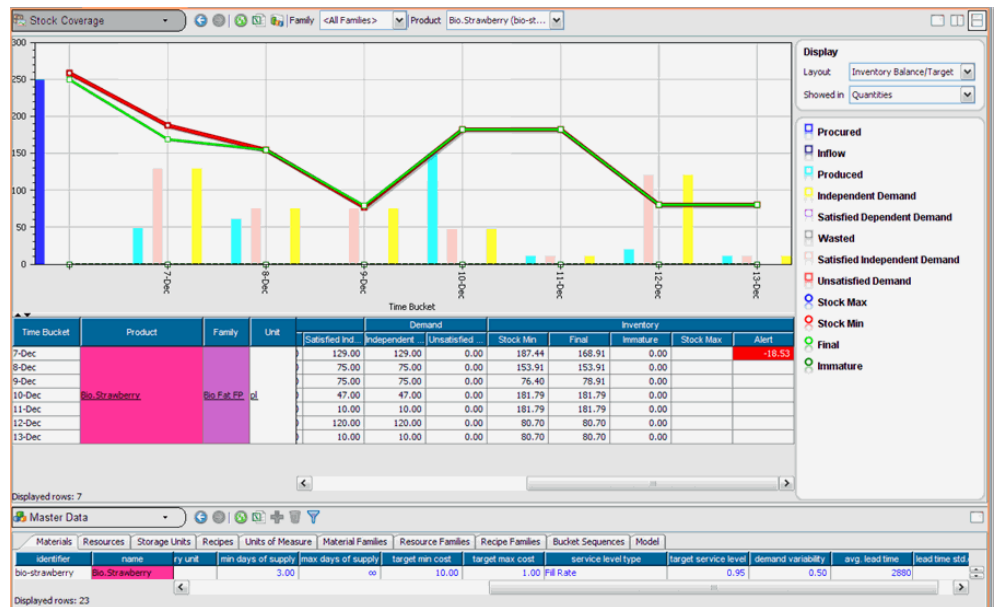 Stock Coverage Family <All Families> Product Bio.Strawberry (bio-st...
300
250
200
150
100
50
0
7-Dec 8-Dec 9-Dec 10-Dec 11-Dec 12-Dec 13-Dec
Time Bucket
Display
Layout Inventory Balance/Target
Showed in Quantities
Procured
Inflow
Produced
Independent Demand
Satisfied Dependent Demand
Wasted
Satisfied Independent Demand
Unsatisfied Demand
Stock Max
Stock Min
Final
Immature
Time Bucket Product Family Unit Demand Inventory
Satisfied Ind... Independent ... Unsatisfied ... Stock Min Final Immature Stock Max Alert
7-Dec 129.00 129.00 0.00 187.44 168.91 0.00 -18.53
8-Dec 75.00 75.00 0.00 153.91 153.91 0.00
9-Dec 75.00 75.00 0.00 76.40 78.91 0.00
10-Dec Bio.Strawberry Bio Fat FP pl 47.00 47.00 0.00 181.79 181.79 0.00
11-Dec 10.00 10.00 0.00 181.79 181.79 0.00
12-Dec 120.00 120.00 0.00 80.70 80.70 0.00
13-Dec 10.00 10.00 0.00 80.70 80.70 0.00
Displayed rows: 7
Master Data
Materials Resources Storage Units Recipes Units of Measure Material Families Resource Families Recipe Families Bucket Sequences Model
identifier name ry unit min days of supply max days of supply target min cost target max cost service level type target service level demand variability avg. lead time lead time std.
bio-strawberry Bio.Strawberry 3.00 ∞ 10.00 1.00 Fill Rate 0.95 0.50 2880
Displayed rows: 23